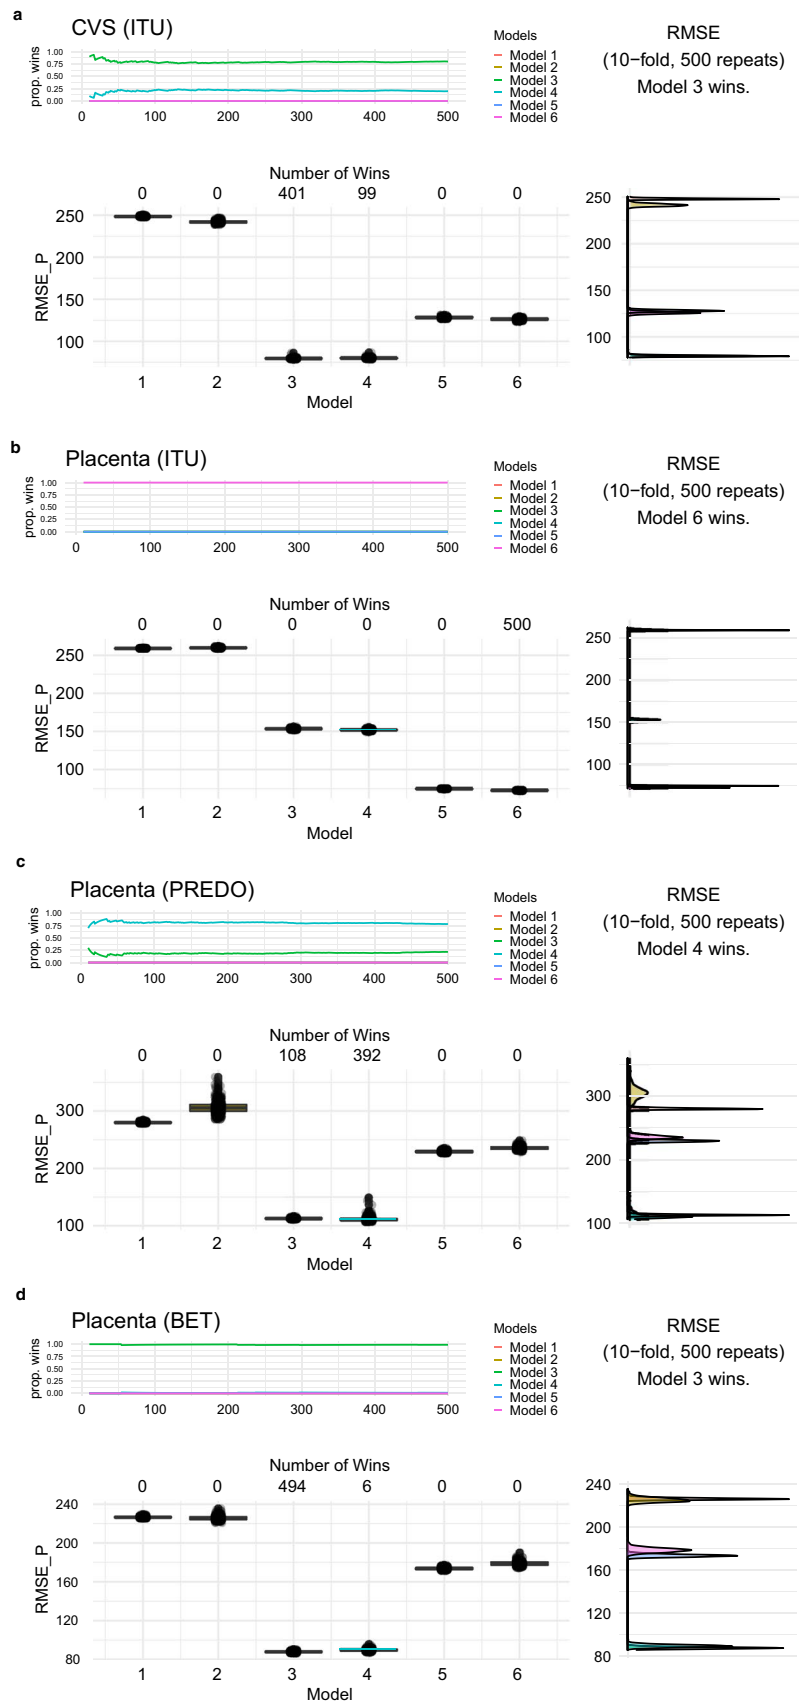 a
CVS (ITU)
prop. wins
1.00
0.75
0.50
0.25
0.00
0 100 200 300 400 500
Models
Model 1
Model 2
Model 3
Model 4
Model 5
Model 6
RMSE
(10−fold, 500 repeats)
Model 3 wins.
Number of Wins
0 0 401 99 0 0
RMSE_P
250
200
150
100
1 2 3 4 5 6
Model
250
200
150
100
b
Placenta (ITU)
prop. wins
1.00
0.75
0.50
0.25
0.00
0 100 200 300 400 500
Models
Model 1
Model 2
Model 3
Model 4
Model 5
Model 6
RMSE
(10−fold, 500 repeats)
Model 6 wins.
Number of Wins
0 0 0 0 0 500
RMSE_P
250
200
150
100
1 2 3 4 5 6
Model
250
200
150
100
c
Placenta (PREDO)
prop. wins
1.00
0.75
0.50
0.25
0.00
0 100 200 300 400 500
Models
Model 1
Model 2
Model 3
Model 4
Model 5
Model 6
RMSE
(10−fold, 500 repeats)
Model 4 wins.
Number of Wins
0 0 108 392 0 0
RMSE_P
300
200
100
1 2 3 4 5 6
Model
300
200
100
d
Placenta (BET)
prop. wins
1.00
0.75
0.50
0.25
0.00
0 100 200 300 400 500
Models
Model 1
Model 2
Model 3
Model 4
Model 5
Model 6
RMSE
(10−fold, 500 repeats)
Model 3 wins.
Number of Wins
0 0 494 6 0 0
RMSE_P
240
200
160
120
80
1 2 3 4 5 6
Model
240
200
160
120
80